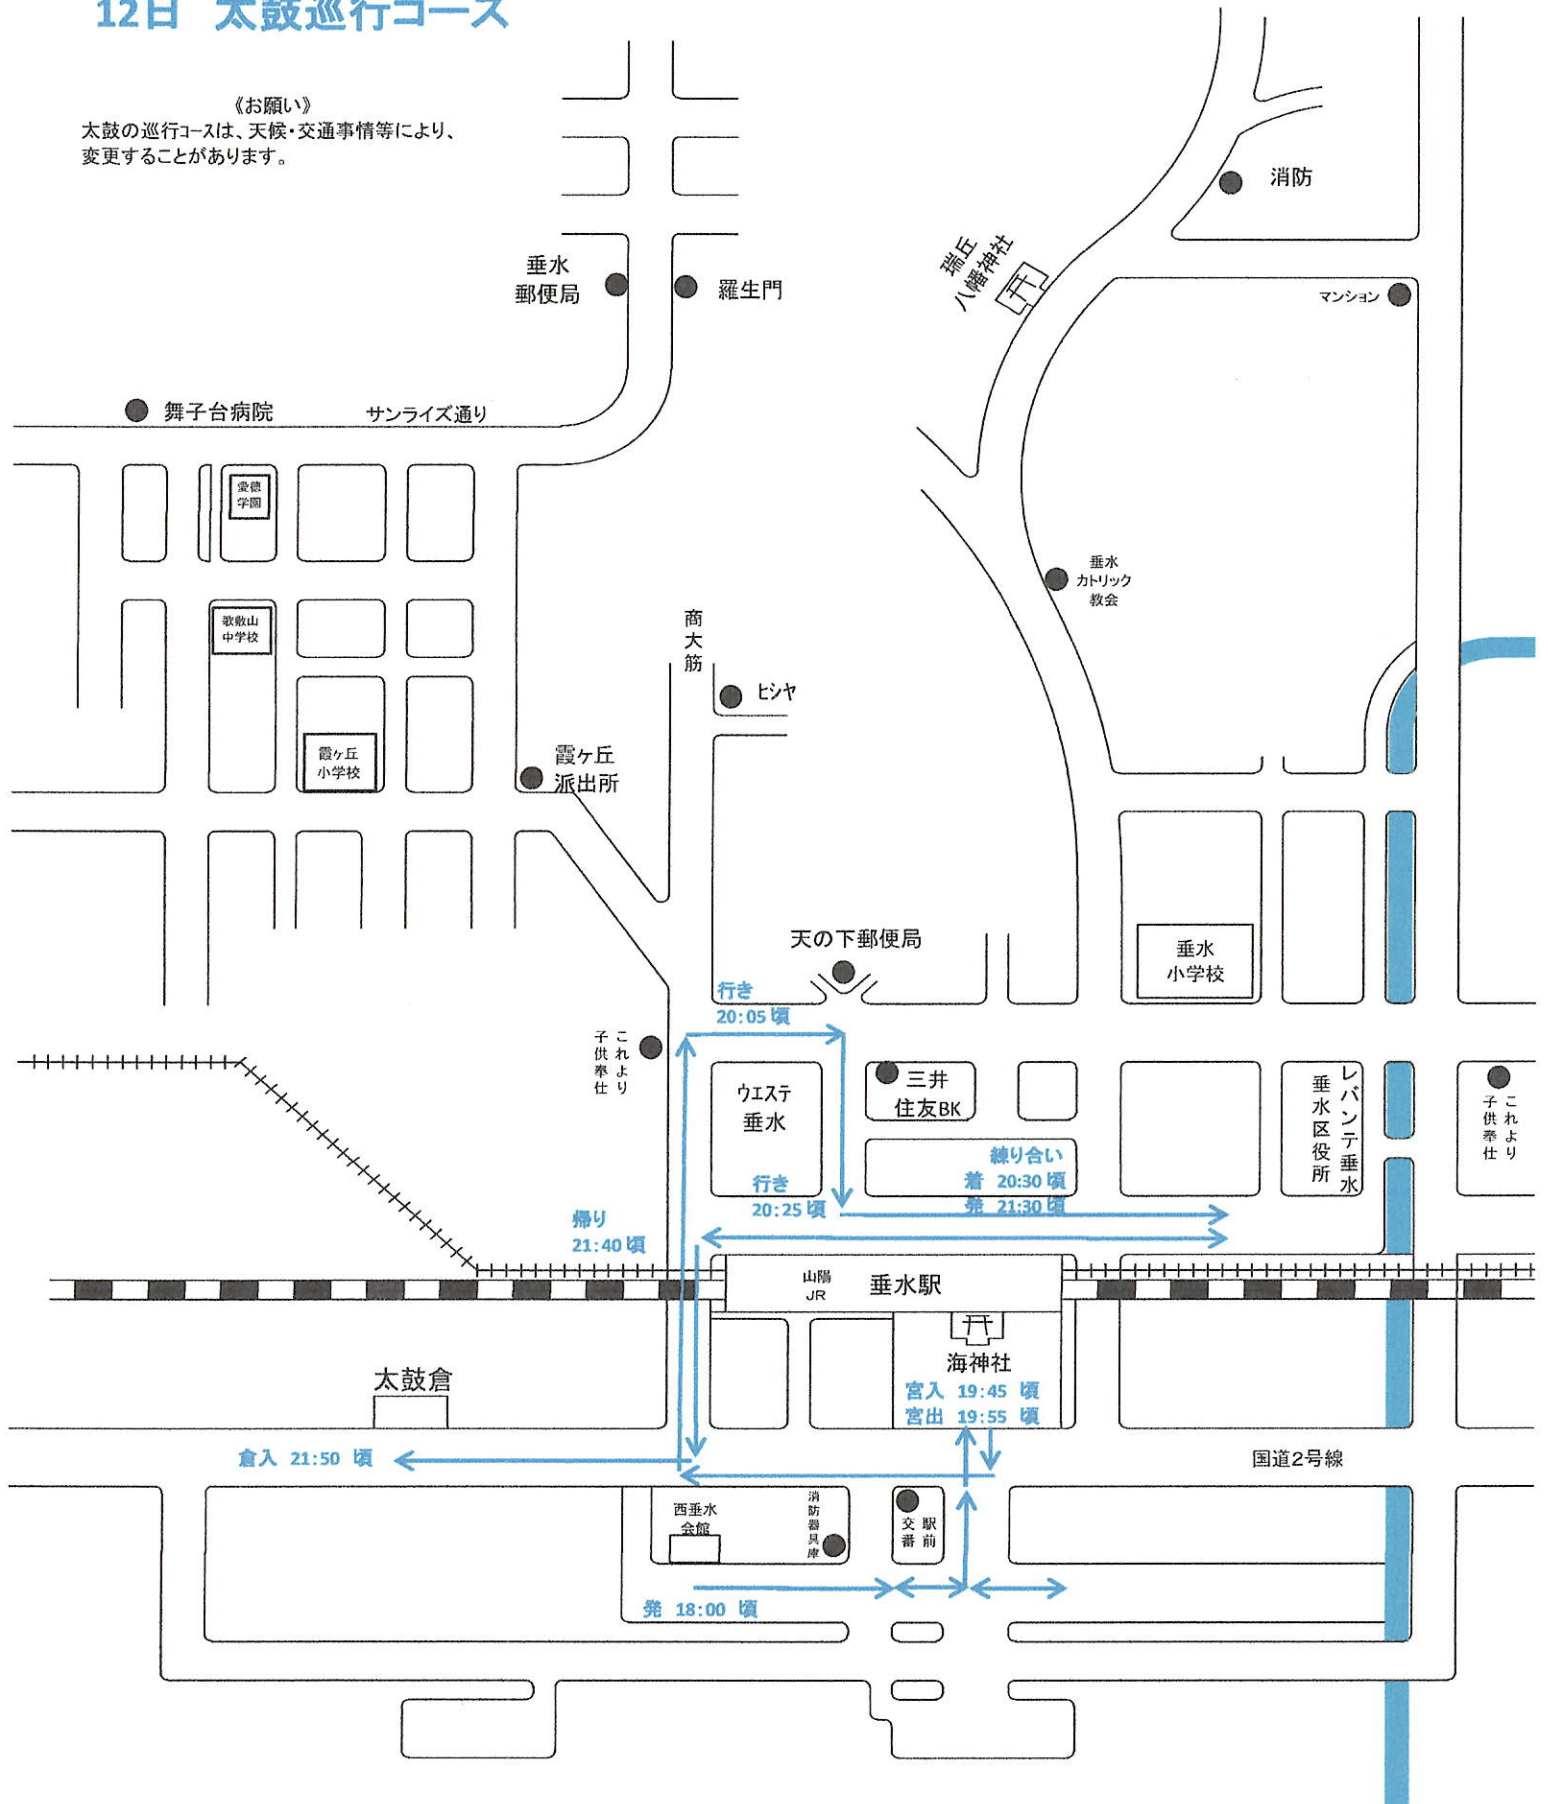 12日 太鼓巡行コース
《お願い》
太鼓の巡行コースは、天候・交通事情等により、
変更することがあります。
消防
瑞丘
八幡神社
垂水
郵便局
羅生門
マンション
舞子台病院
サンライズ通り
愛徳
学園
垂水
カトリック
教会
歌敷山
中学校
商大筋
ヒシヤ
霞ヶ丘
小学校
霞ヶ丘
派出所
天の下郵便局
垂水
小学校
行き
20:05頃
これより
子供奉仕
ウエステ
垂水
三井
住友BK
レバンテ垂水
垂水区役所
これより
子供奉仕
練り合い
着 20:30頃
発 21:30頃
行き
20:25頃
帰り
21:40頃
山陽
JR
垂水駅
海神社
宮入 19:45 頃
宮出 19:55 頃
太鼓倉
倉入 21:50 頃
国道2号線
西垂水
会館
消防器具庫
駅前
交番
発 18:00 頃